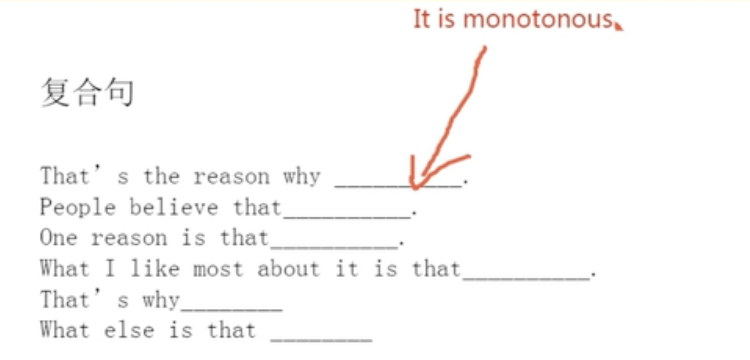 It is monotonous.
复合句
That's the reason why __________.
People believe that__________.
One reason is that__________.
What I like most about it is that__________.
That's why________
What else is that ________